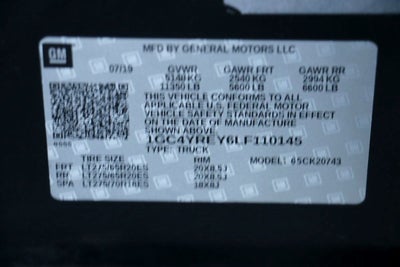 GM
MFD BY GENERAL MOTORS LLC
07/19 GVWR GAWR FRT GAWR RR
5148 KG 2540 KG 2994 KG
11350 LB 5600 LB 6600 LB
THIS VEHICLE CONFORMS TO ALL
APPLICABLE U.S. FEDERAL MOTOR
VEHICLE SAFETY STANDARDS IN EFFECT
ON THE DATE OF MANUFACTURE
SHOWN ABOVE
1GC4YREY6LF110145
TYPE: TRUCK
TIRE SIZE RIM MODEL:
FRT LT275/65R20ES 20X8.5J
RR LT275/65R20ES 20X8.5J
SPA LT275/70R18ES 18X8J